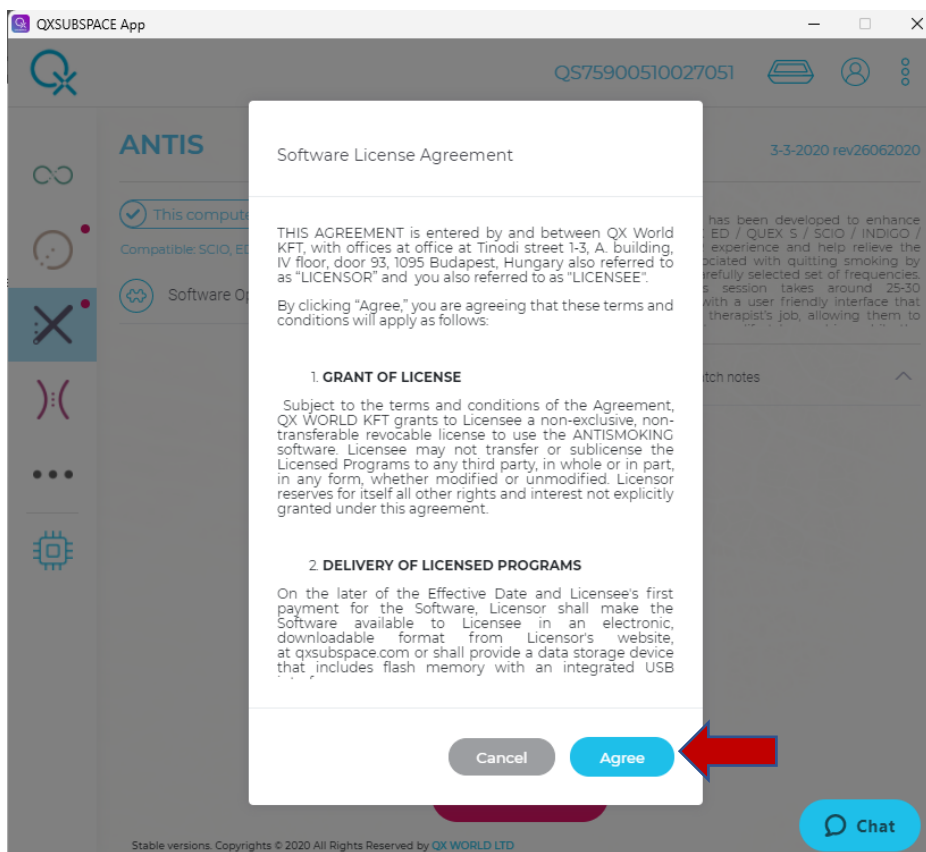 QXSUBSPACE App
QS75900510027051
ANTIS
3-3-2020 rev26062020
This compute
Compatible: SCIO, ED
Software Op
has been developed to enhance
ED / QUEX S / SCIO / INDIGO /
experience and help relieve the
ociated with quitting smoking by
arefully selected set of frequencies.
s session takes around 25-30
with a user friendly interface that
therapist's job, allowing them to
tch notes
Software License Agreement
THIS AGREEMENT is entered by and between QX World
KFT, with offices at office at Tinodi street 1-3, A. building,
IV floor, door 93, 1095 Budapest, Hungary also referred to
as “LICENSOR” and you also referred to as "LICENSEE".
By clicking “Agree,” you are agreeing that these terms and
conditions will apply as follows:
1. GRANT OF LICENSE
Subject to the terms and conditions of the Agreement,
QX WORLD KFT grants to Licensee a non-exclusive, non-
transferable revocable license to use the ANTISMOKING
software. Licensee may not transfer or sublicense the
Licensed Programs to any third party, in whole or in part,
in any form, whether modified or unmodified. Licensor
reserves for itself all other rights and interest not explicitly
granted under this agreement.
2. DELIVERY OF LICENSED PROGRAMS
On the later of the Effective Date and Licensee's first
payment for the Software, Licensor shall make the
Software available to Licensee in an electronic,
downloadable format from Licensor's website,
at qxsubspace.com or shall provide a data storage device
that includes flash memory with an integrated USB
Cancel
Agree
Chat
Stable versions. Copyrights © 2020 All Rights Reserved by QX WORLD LTD